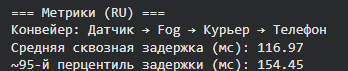 === Метрики (RU) ===
Конвейер: Датчик → Fog → Курьер → Телефон
Средняя сквозная задержка (мс): 116.97
~95-й перцентиль задержки (мс): 154.45